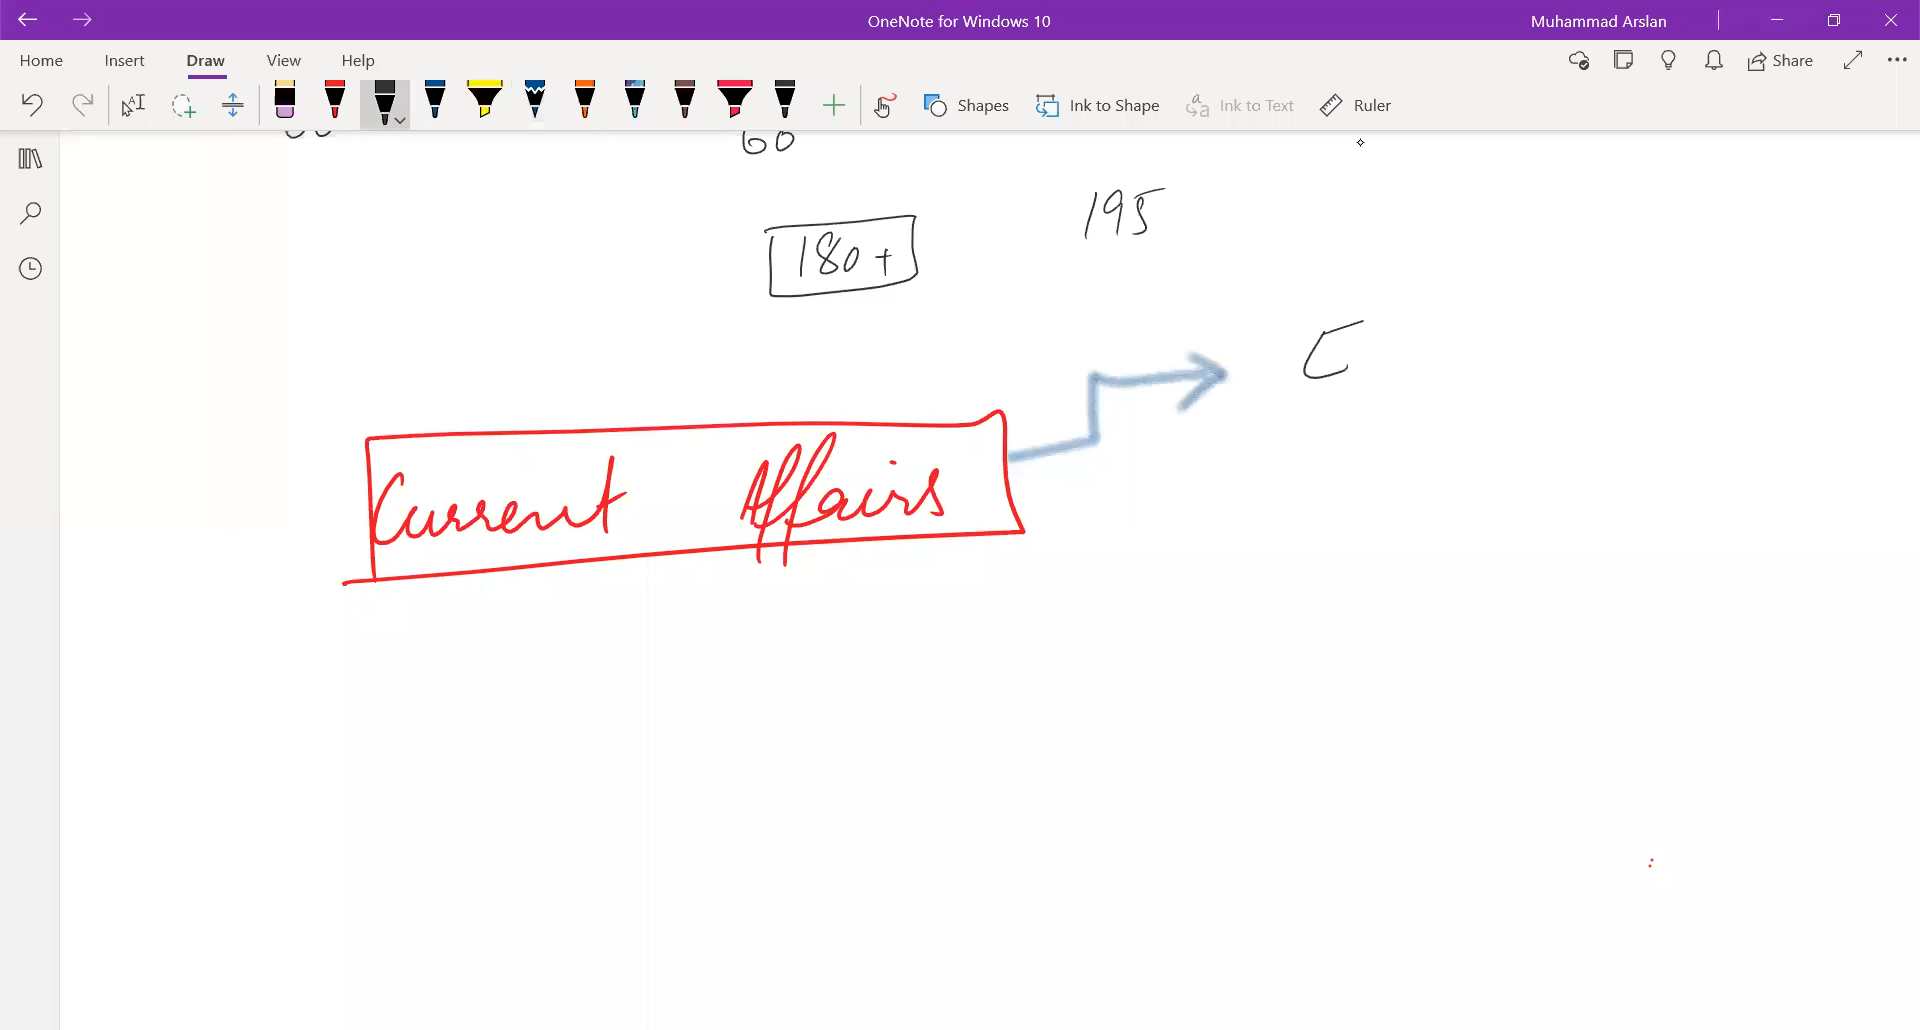 OneNote for Windows 10 Muhammad Arslan
Home Insert Draw View Help Share
Shapes Ink to Shape Ink to Text Ruler
60
195
180+
C
Current Affairs